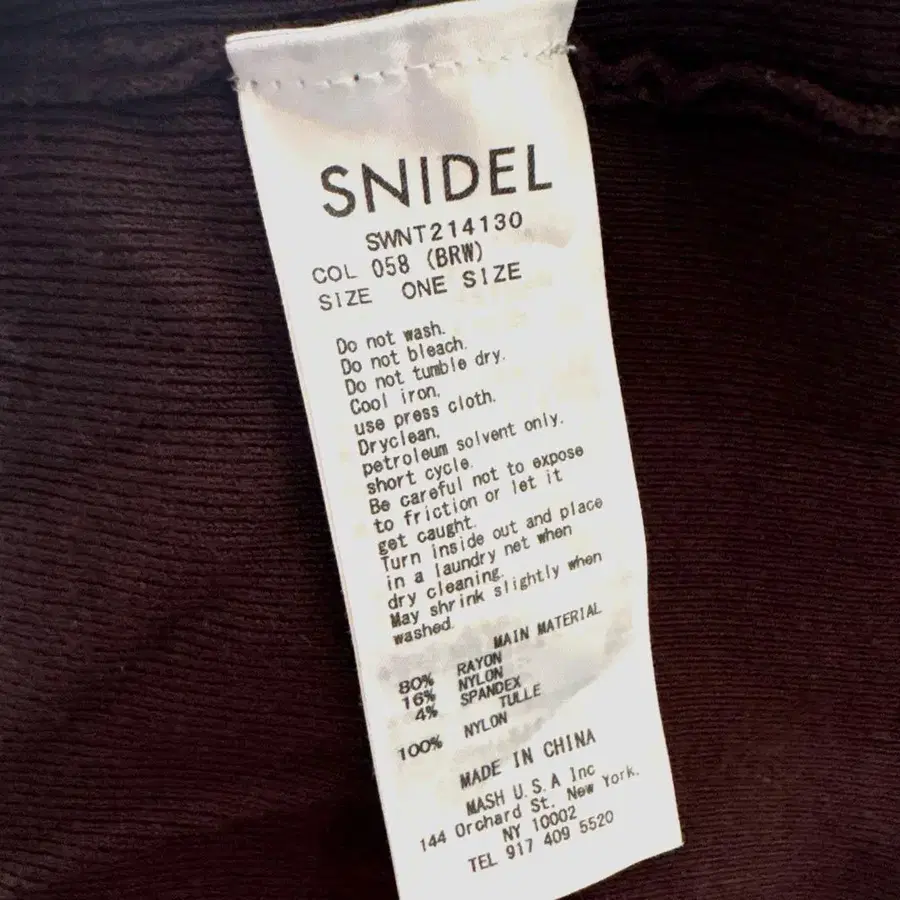 SNIDEL
SWNT214130
COL 058 (BRW)
SIZE ONE SIZE
Do not wash.
Do not bleach.
Do not tumble dry.
Cool iron,
use press cloth.
Dryclean,
petroleum solvent only.
short cycle.
Be careful not to expose
to friction or let it
get caught.
Turn inside out and place
in a laundry net when
dry cleaning.
May shrink slightly when
washed.
MAIN MATERIAL
80% RAYON
16% NYLON
4% SPANDEX
TULLE
100% NYLON
MADE IN CHINA
MASH U.S.A Inc
144 Orchard St. New York.
NY 10002
TEL 917 409 5520